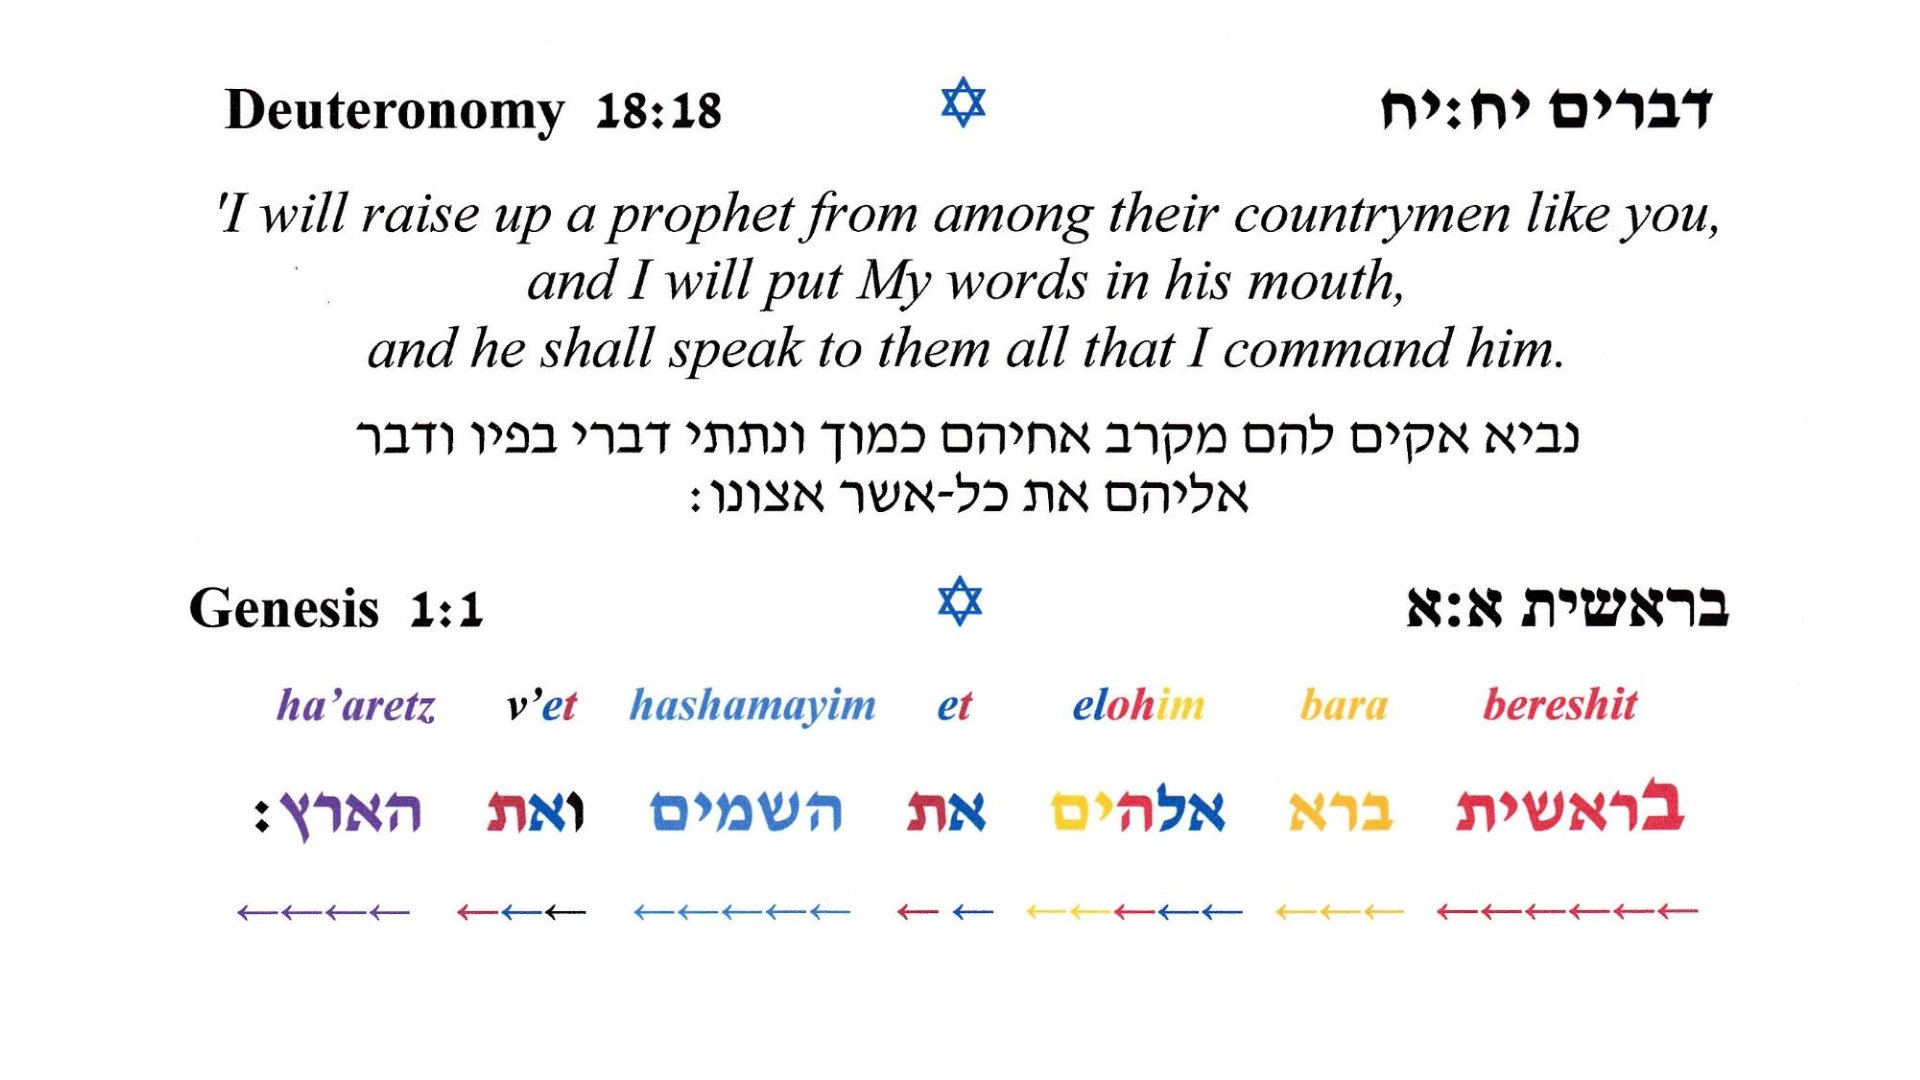 Deuteronomy 18:18 ✡ דברים יח:יח
'I will raise up a prophet from among their countrymen like you,
and I will put My words in his mouth,
and he shall speak to them all that I command him.
נביא אקים להם מקרב אחיהם כמוך ונתתי דברי בפיו ודבר
אליהם את כל-אשר אצונו:
Genesis 1:1 ✡ בראשית א:א
ha’aretz v’et hashamayim et elohim bara bereshit
בראשית ברא אלהים את השמים ואת הארץ:
←←←← ←←← ←←←←← ←← ←←←←← ←←← ←←←←←←